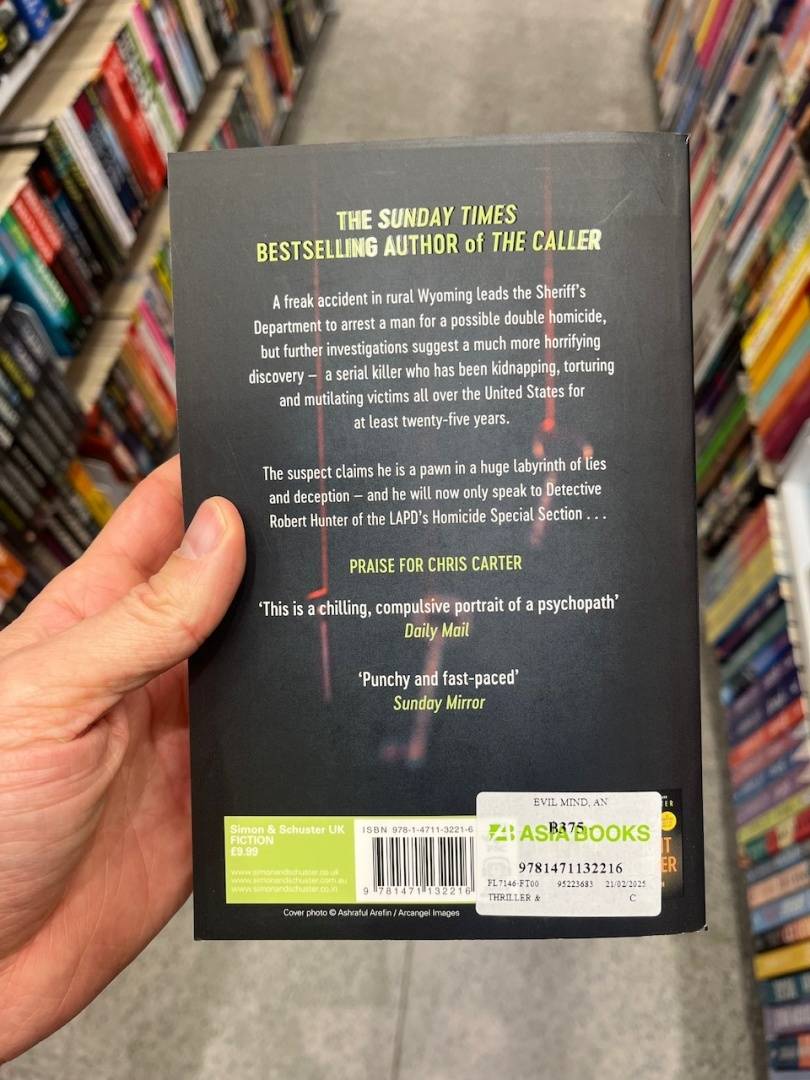 THE SUNDAY TIMES
BESTSELLING AUTHOR of THE CALLER
A freak accident in rural Wyoming leads the Sheriff's
Department to arrest a man for a possible double homicide,
but further investigations suggest a much more horrifying
discovery – a serial killer who has been kidnapping, torturing
and mutilating victims all over the United States for
at least twenty-five years.
The suspect claims he is a pawn in a huge labyrinth of lies
and deception – and he will now only speak to Detective
Robert Hunter of the LAPD's Homicide Special Section . . .
PRAISE FOR CHRIS CARTER
'This is a chilling, compulsive portrait of a psychopath'
Daily Mail
'Punchy and fast-paced'
Sunday Mirror
Simon & Schuster UK
FICTION
£9.99
www.simonandschuster.co.uk
www.simonandschuster.com.au
www.simonandschuster.co.in
ISBN 978-1-4711-3221-6
9 781471 132216
EVIL MIND, AN
B375
ASIA BOOKS
9781471132216
FL7146-FT00 95223683 21/02/2025
THRILLER & C
Cover photo © Ashraful Arefin / Arcangel Images